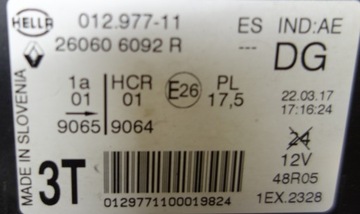 HELLA 012.977-11 ES IND:AE
26060 6092 R DG
1a HCR E26 PL
01 01 17,5 22.03.17
17:16:24
9065 9064 24
12V
MADE IN SLOVENIA
3T 48R05
0129771100019824 1EX.2328